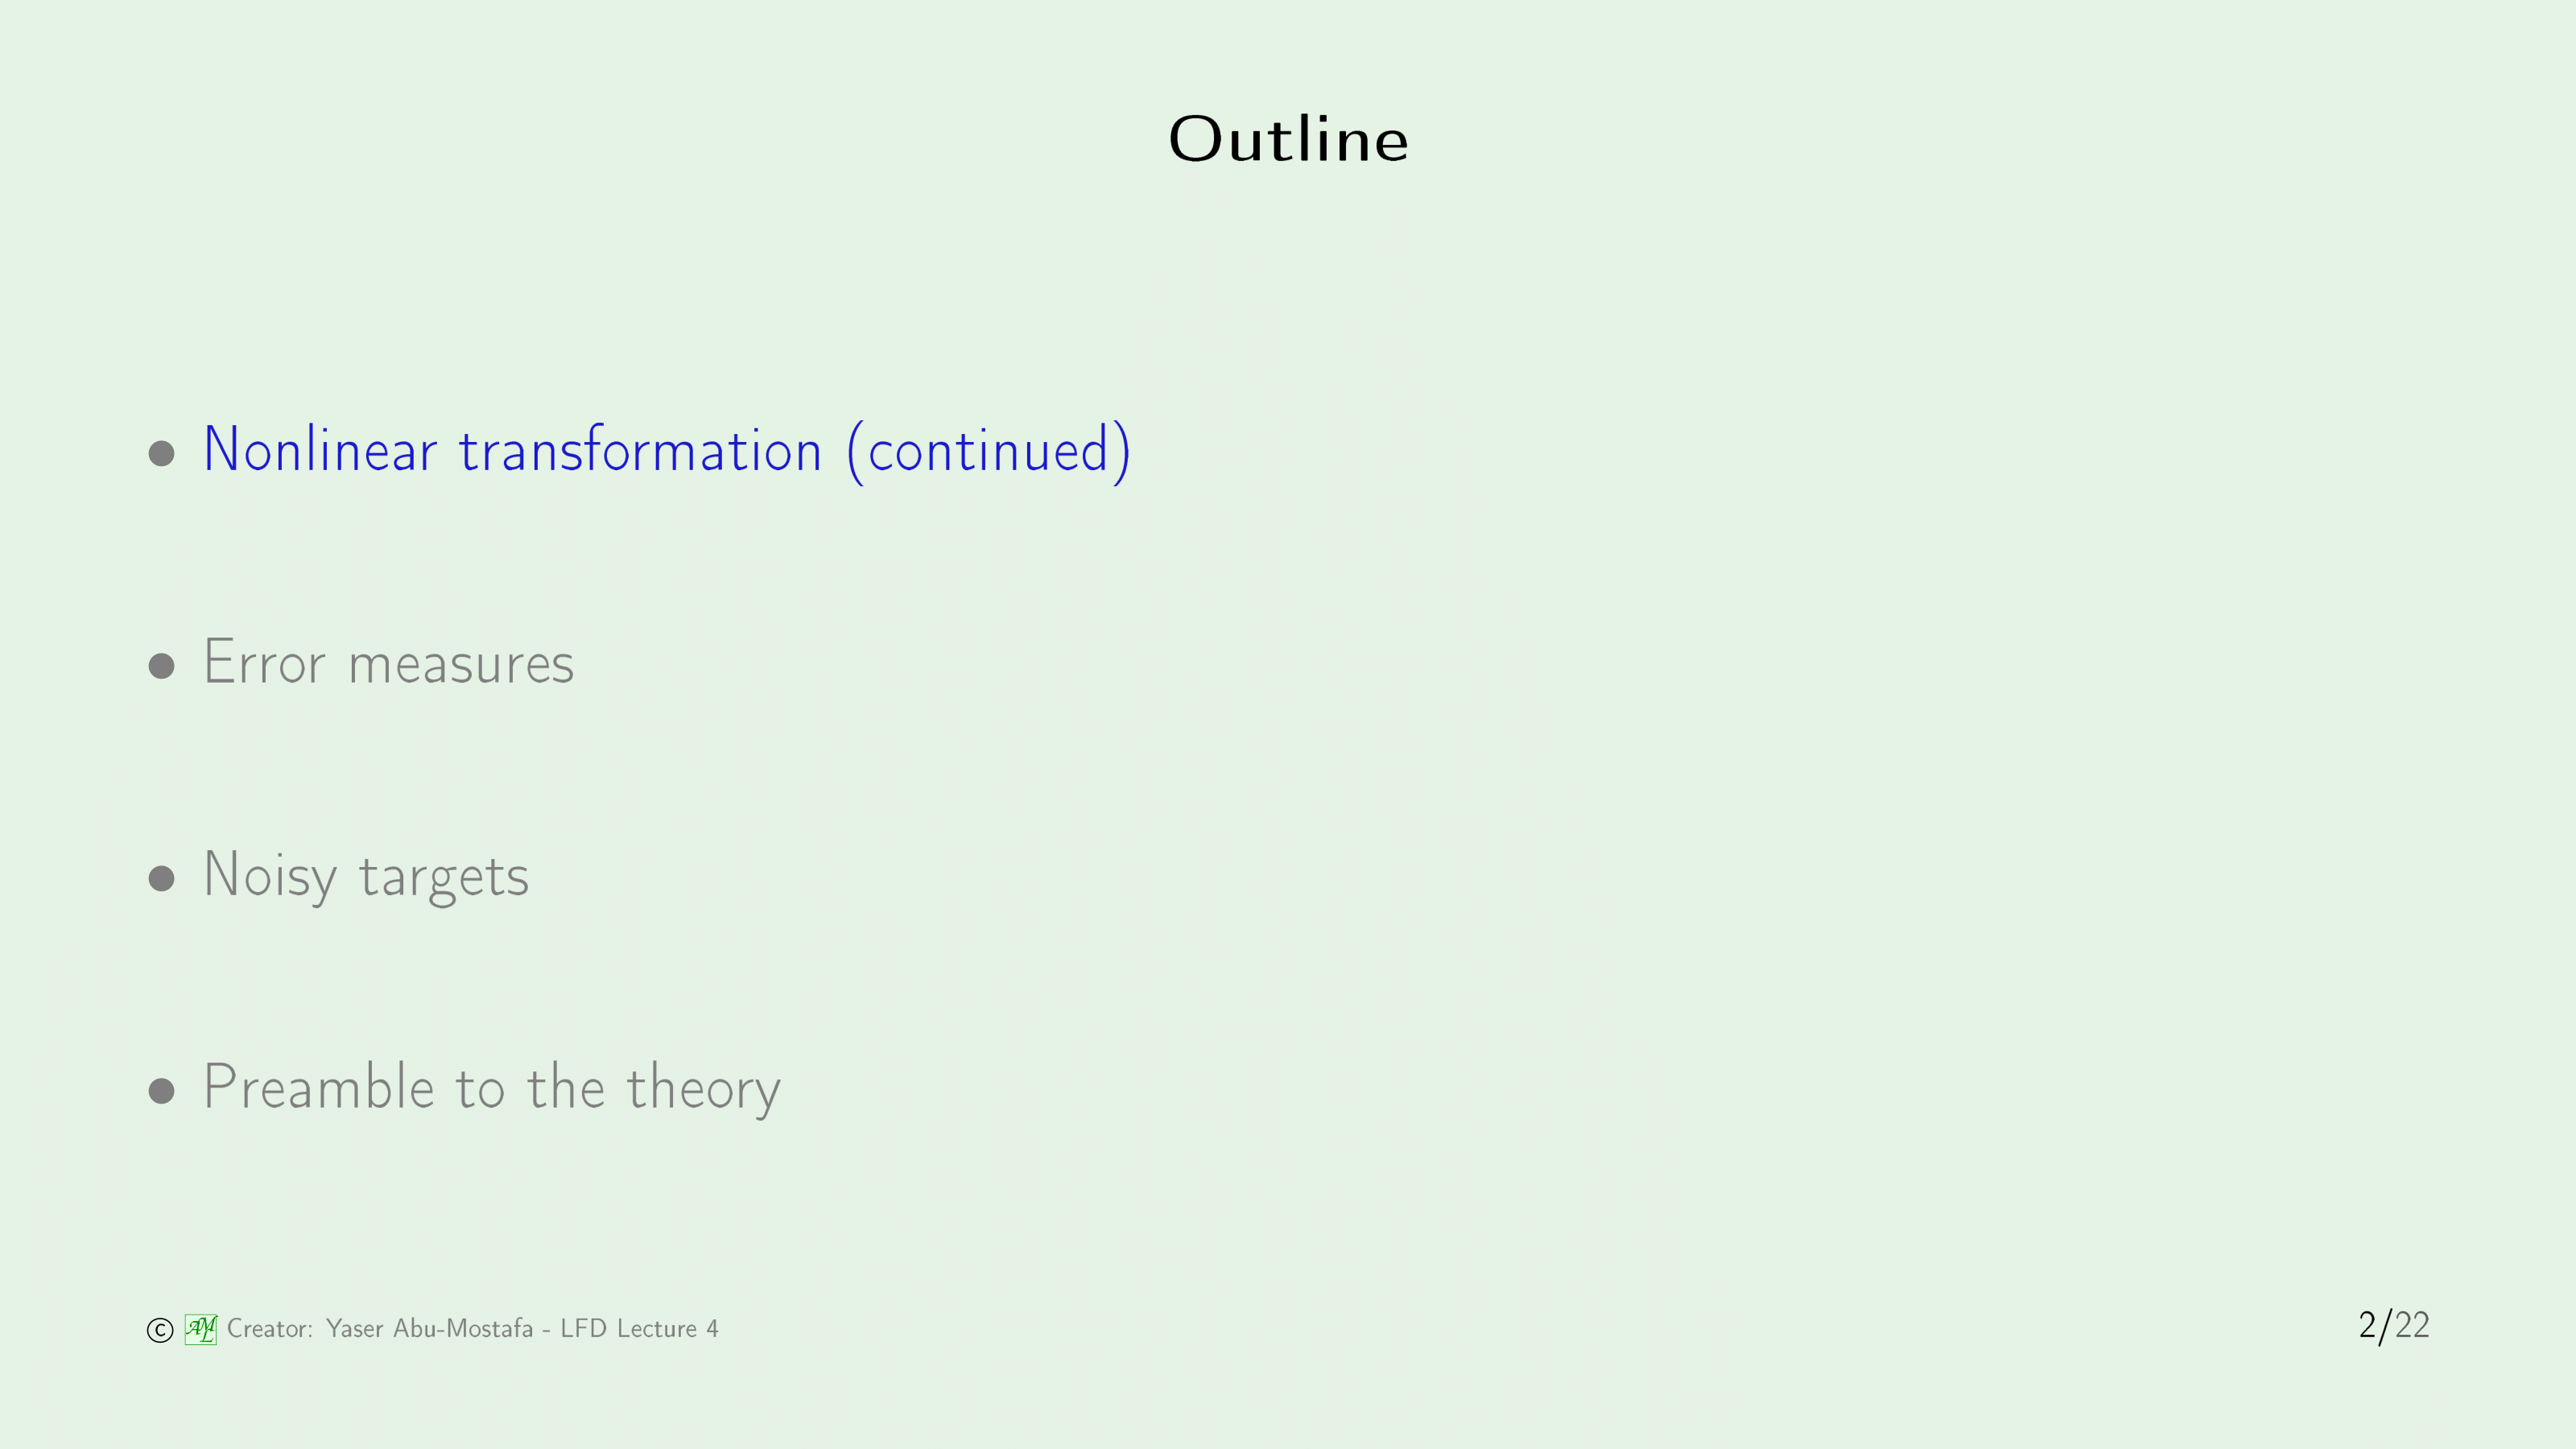 Outline
• Nonlinear transformation (continued)
• Error measures
• Noisy targets
• Preamble to the theory
© AML Creator: Yaser Abu-Mostafa - LFD Lecture 4
2/22